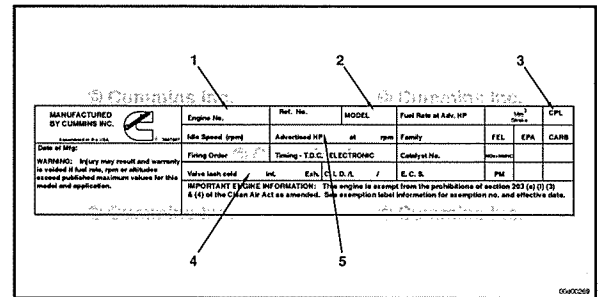 1 2 3
© Cummins Inc. © Cummins Inc.
MANUFACTURED
BY CUMMINS INC.
Engine No. Ref. No. MODEL Fuel Rate at Adv. HP mm3 Stroke CPL
Idle Speed (rpm) Advertised HP at rpm Family FEL EPA CARB
Date of Mfg:
Firing Order Timing - T.D.C. ELECTRONIC Catalyst No.
WARNING: Injury may result and warranty
is voided if fuel rate, rpm or altitudes
exceed published maximum values for this
model and application.
Valve lash cold Int. Exh. C. I. D. /L / E. C. S. PM
IMPORTANT ENGINE INFORMATION: This engine is exempt from the prohibitions of section 203 (a) (1) (3)
& (4) of the Clean Air Act as amended. See exemption label information for exemption no. and effective date.
4 5
00d00269